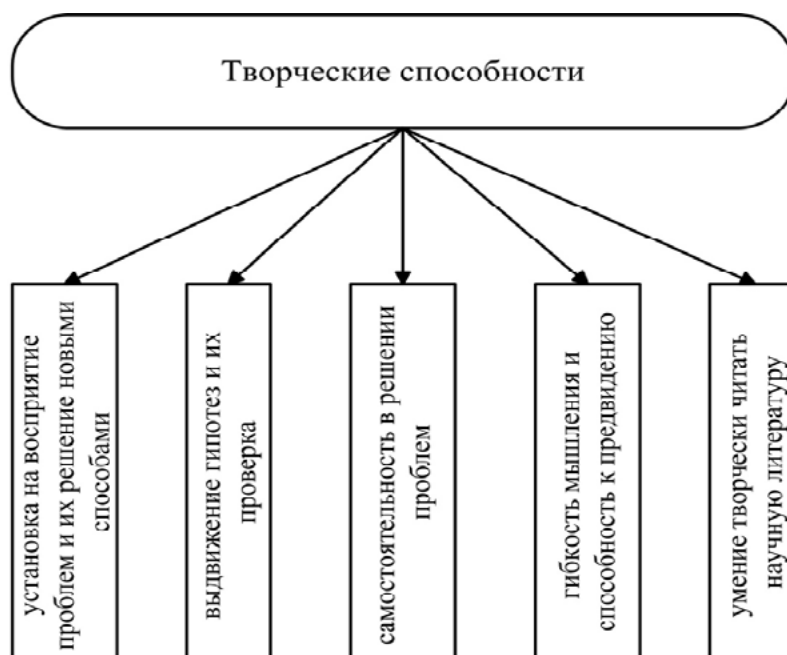 Творческие способности
установка на восприятие
проблем и их решение новыми
способами
выдвижение гипотез и их
проверка
самостоятельность в решении
проблем
гибкость мышления и
способность к предвидению
умение творчески читать
научную литературу